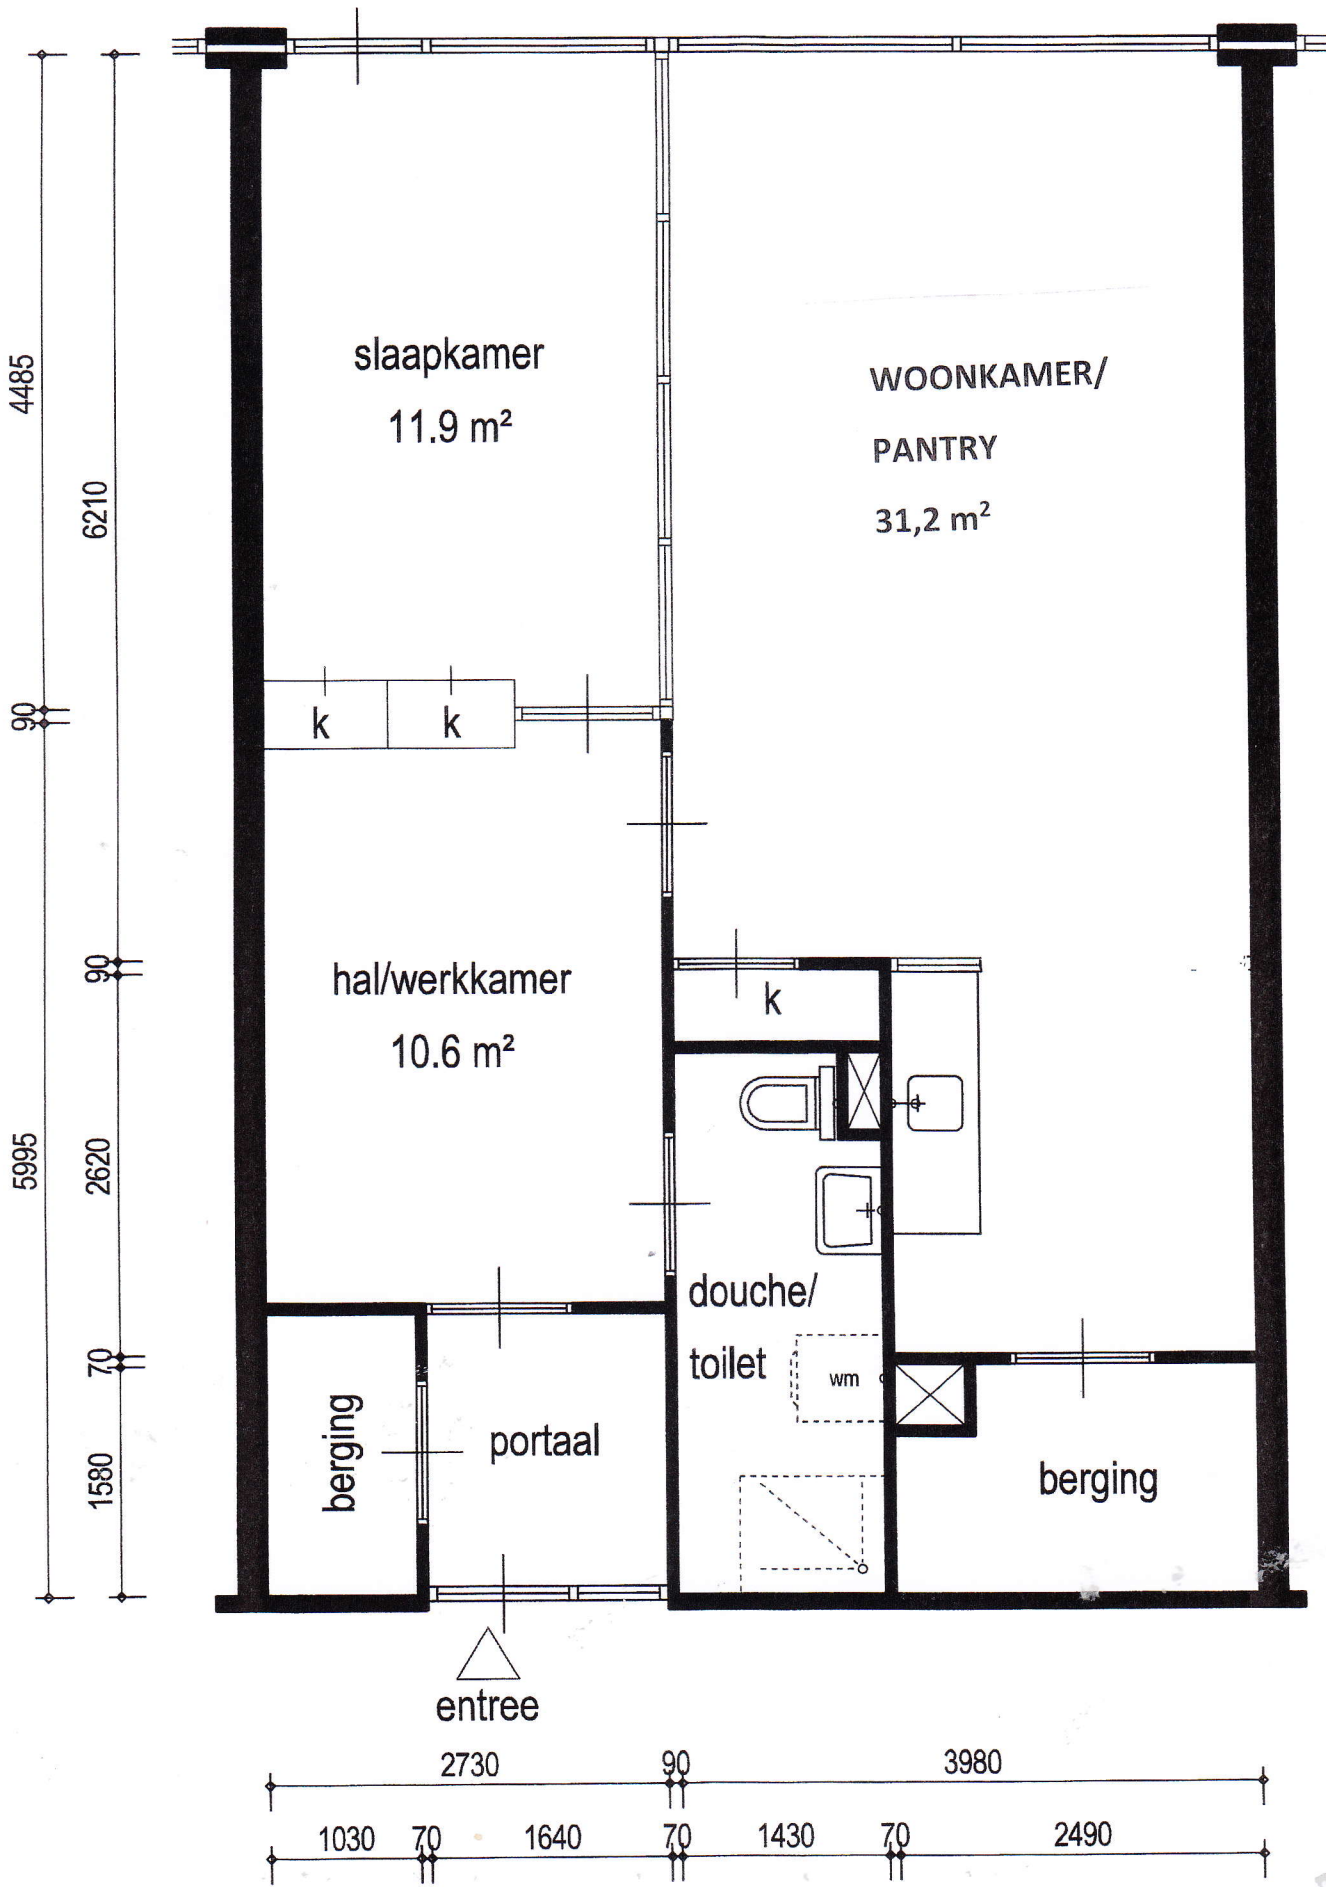 slaapkamer
11.9 m²
WOONKAMER/
PANTRY
31,2 m²
4485
6210
90
k
k
hal/werkkamer
10.6 m²
90
k
5995
2620
douche/
toilet
wm
70
berging
portaal
1580
berging
entree
2730
90
3980
1030
70
1640
70
1430
70
2490